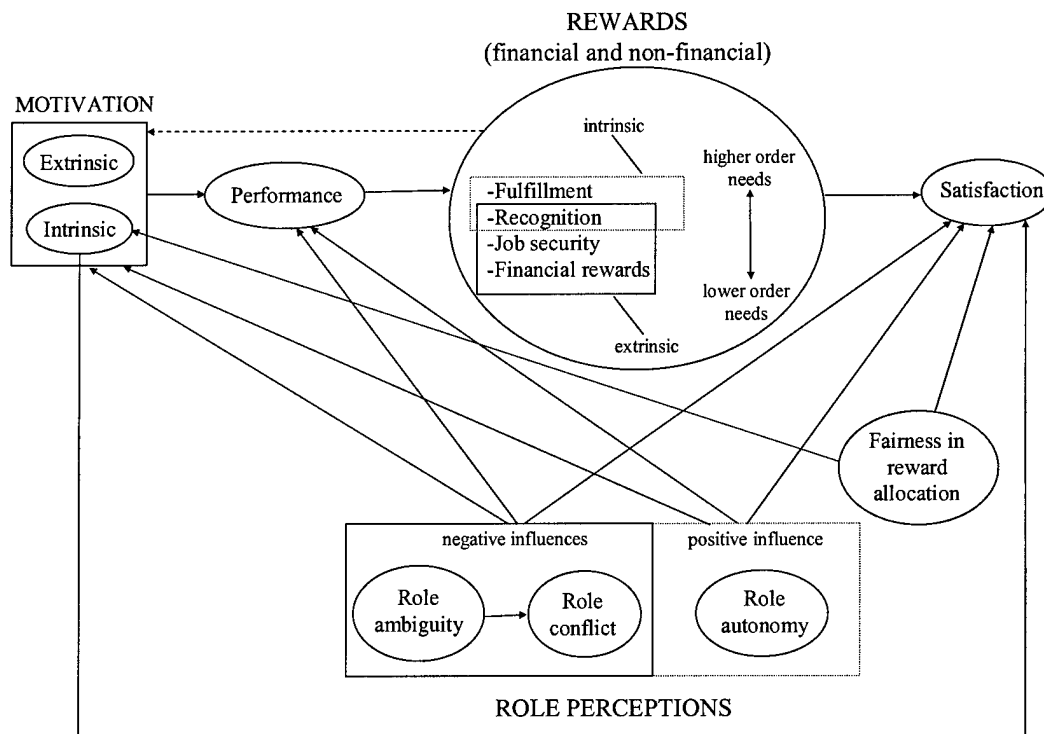 REWARDS
(financial and non-financial)
MOTIVATION
Extrinsic
Intrinsic
Performance
intrinsic
-Fulfillment
-Recognition
-Job security
-Financial rewards
extrinsic
higher order
needs
lower order
needs
Satisfaction
Fairness in
reward
allocation
negative influences
positive influence
Role
ambiguity
Role
conflict
Role
autonomy
ROLE PERCEPTIONS